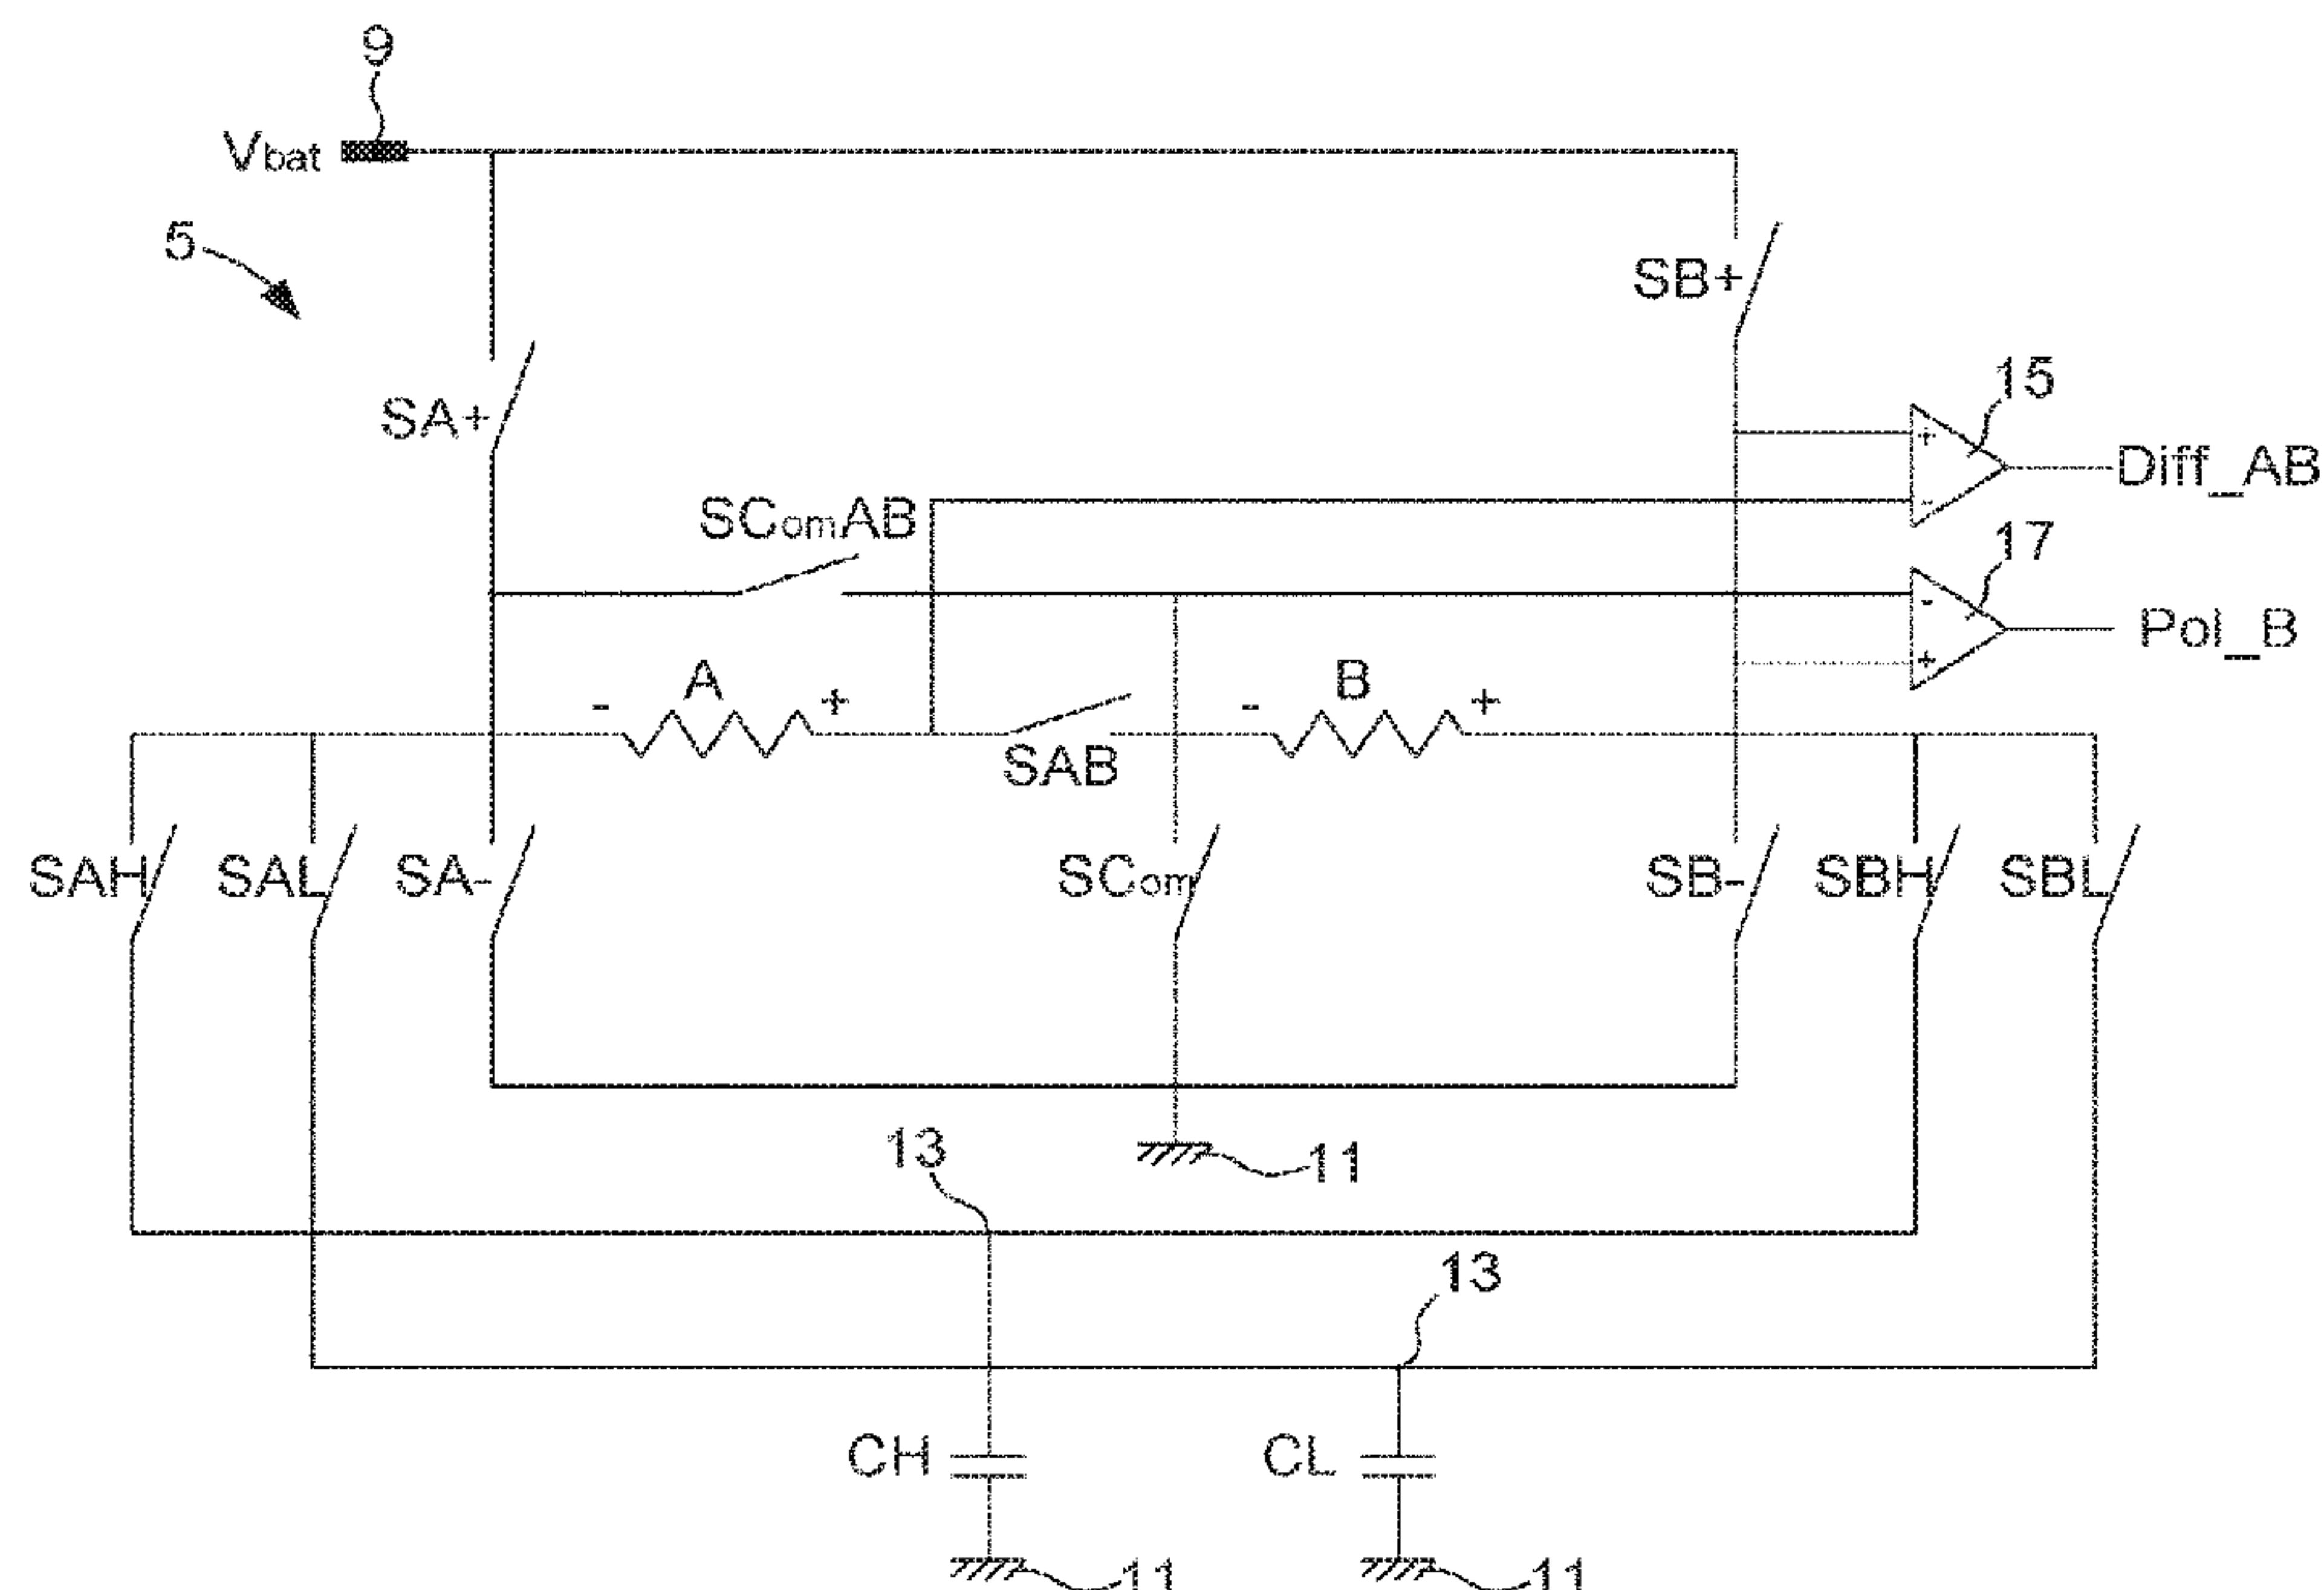 9
Vbat
5
SB+
15
SA+
Diff_AB
SComAB
17
Pol_B
A
B
-
+
-
+
+
-
-
+
SAB
SAH
SAL
SA-
SCom
SB-
SBH
SBL
13
11
13
CH
CL
11
11